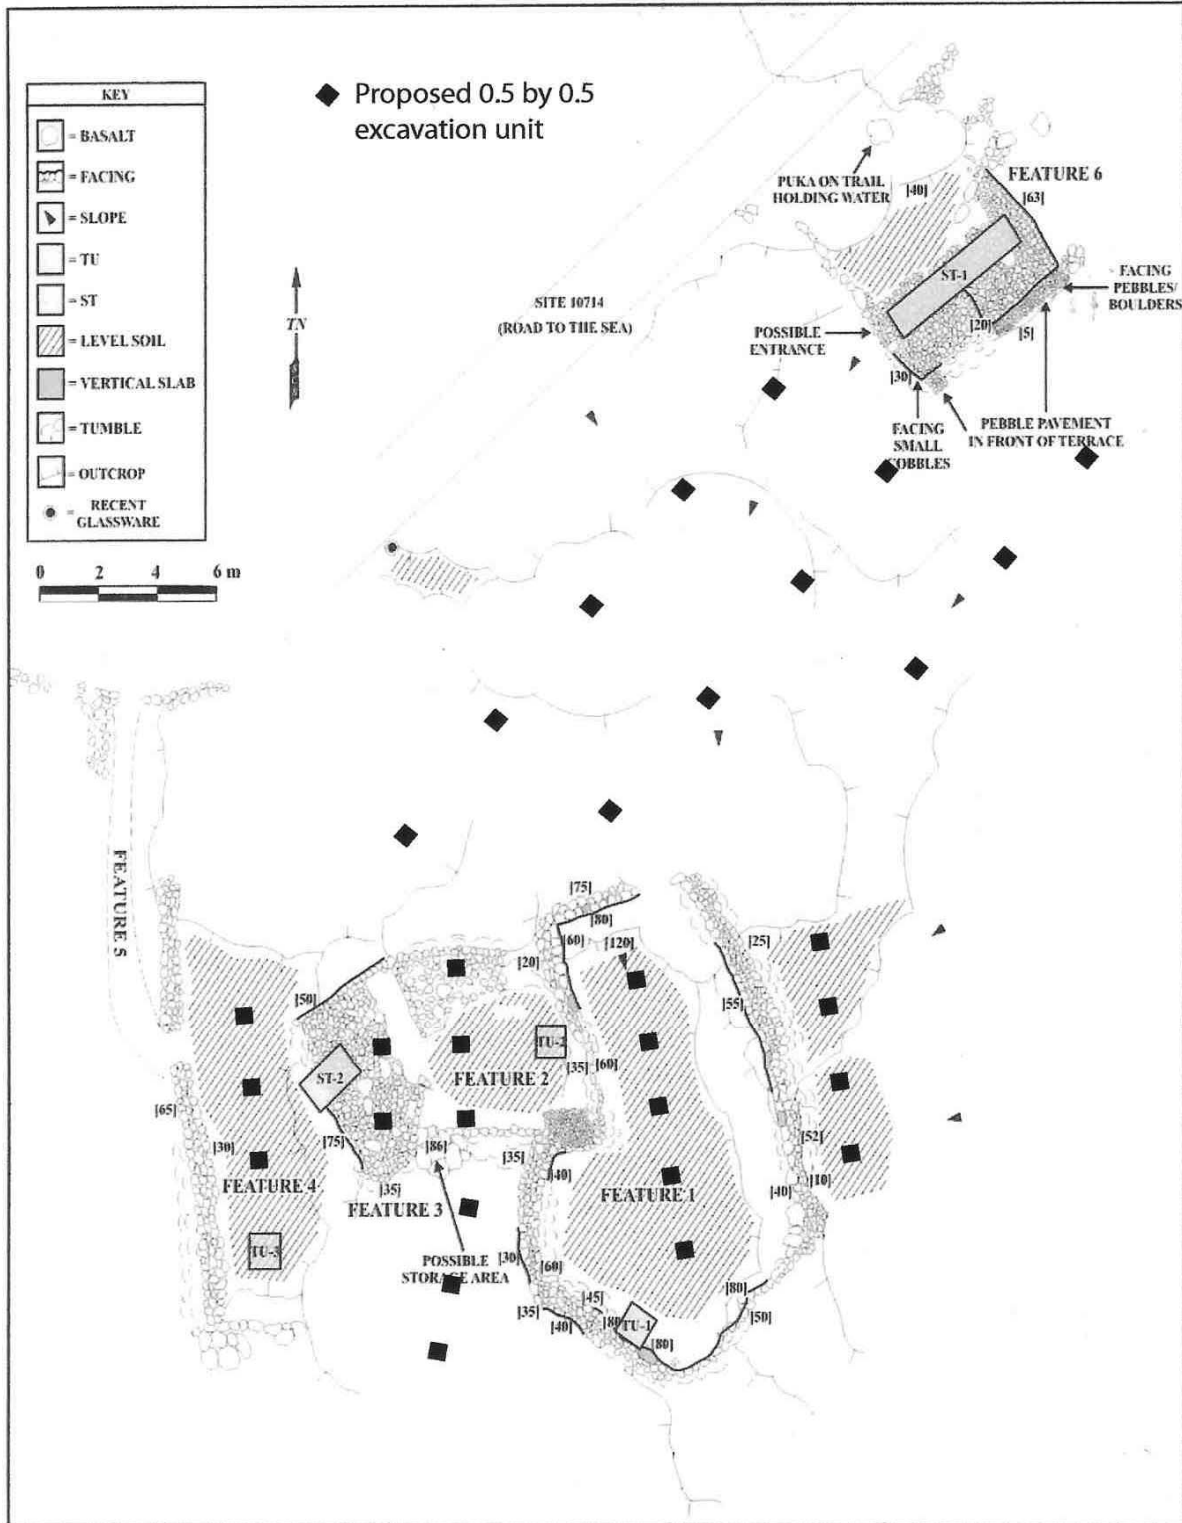 KEY
= BASALT
= FACING
= SLOPE
= TU
= ST
= LEVEL SOIL
= VERTICAL SLAB
= TUMBLE
= OUTCROP
= RECENT
GLASSWARE
0 2 4 6 m
Proposed 0.5 by 0.5
excavation unit
TN
SITE 10714
(ROAD TO THE SEA)
PUKA ON TRAIL
HOLDING WATER
[40]
FEATURE 6
[63]
ST-1
FACING
PEBBLES/
BOULDERS
POSSIBLE
ENTRANCE
[20]
[5]
[30]
FACING
SMALL
COBBLES
PEBBLE PAVEMENT
IN FRONT OF TERRACE
FEATURE 5
[75]
[80]
[60]
[120]
[25]
[20]
[50]
[55]
TU-2
[35]
[60]
FEATURE 2
ST-2
[65]
[75]
[30]
[86]
[35]
[40]
[52]
[10]
[40]
FEATURE 4
[35]
FEATURE 3
FEATURE 1
TU-3
POSSIBLE
STORAGE AREA
[30]
[60]
[35]
[40]
[45]
[80]
TU-1
[80]
[80]
[50]